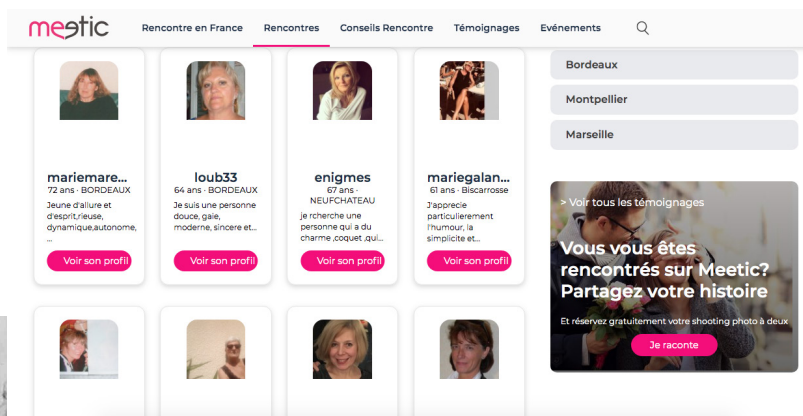 meetic
Rencontre en France
Rencontres
Conseils Rencontre
Témoignages
Evénements
mariemare...
72 ans · BORDEAUX
Jeune d'allure et
d'esprit,rieuse,
dynamique,autonome,
...
Voir son profil
loub33
64 ans · BORDEAUX
Je suis une personne
douce, gaie,
moderne, sincere et...
Voir son profil
enigmes
67 ans ·
NEUFCHATEAU
je rcherche une
personne qui a du
charme ,coquet ,qui...
Voir son profil
mariegalan...
61 ans · Biscarrosse
J'apprecie
particulierement
l'humour, la
simplicite et...
Voir son profil
Bordeaux
Montpellier
Marseille
> Voir tous les témoignages
Vous vous êtes
rencontrés sur Meetic?
Partagez votre histoire
Et réservez gratuitement votre shooting photo à deux
Je raconte